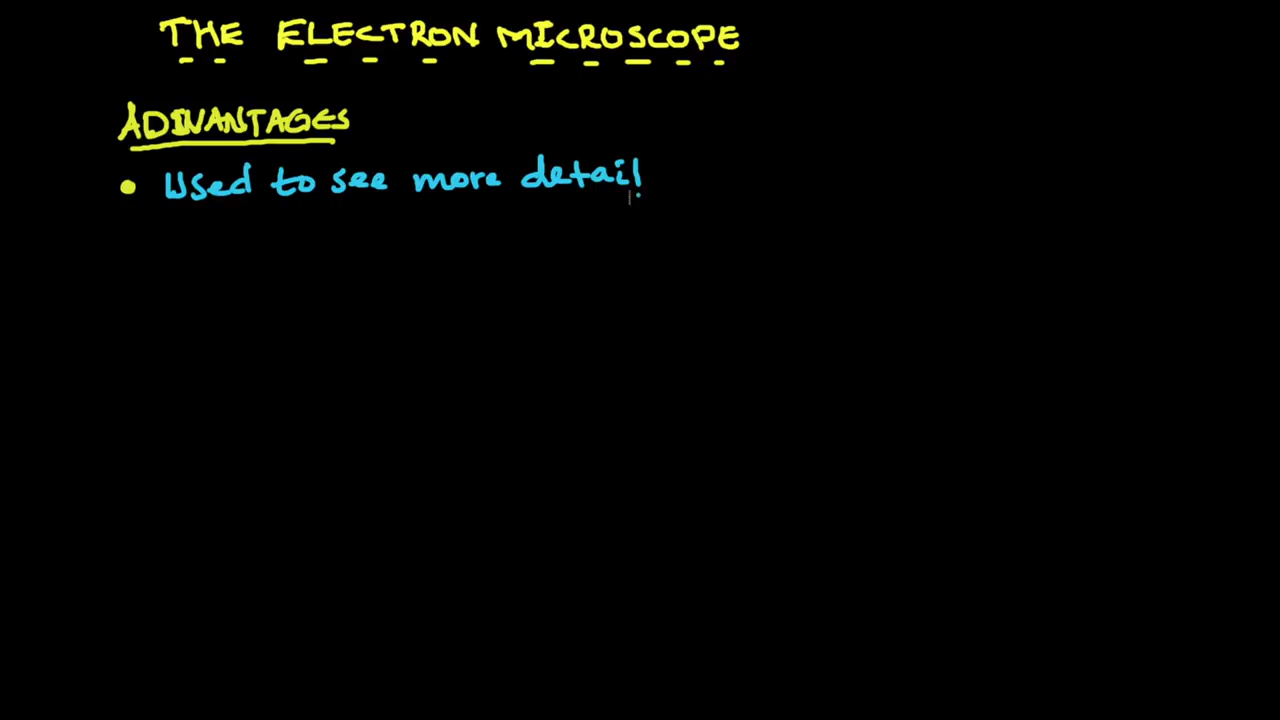 THE ELECTRON MICROSCOPE
ADVANTAGES
• Used to see more detail